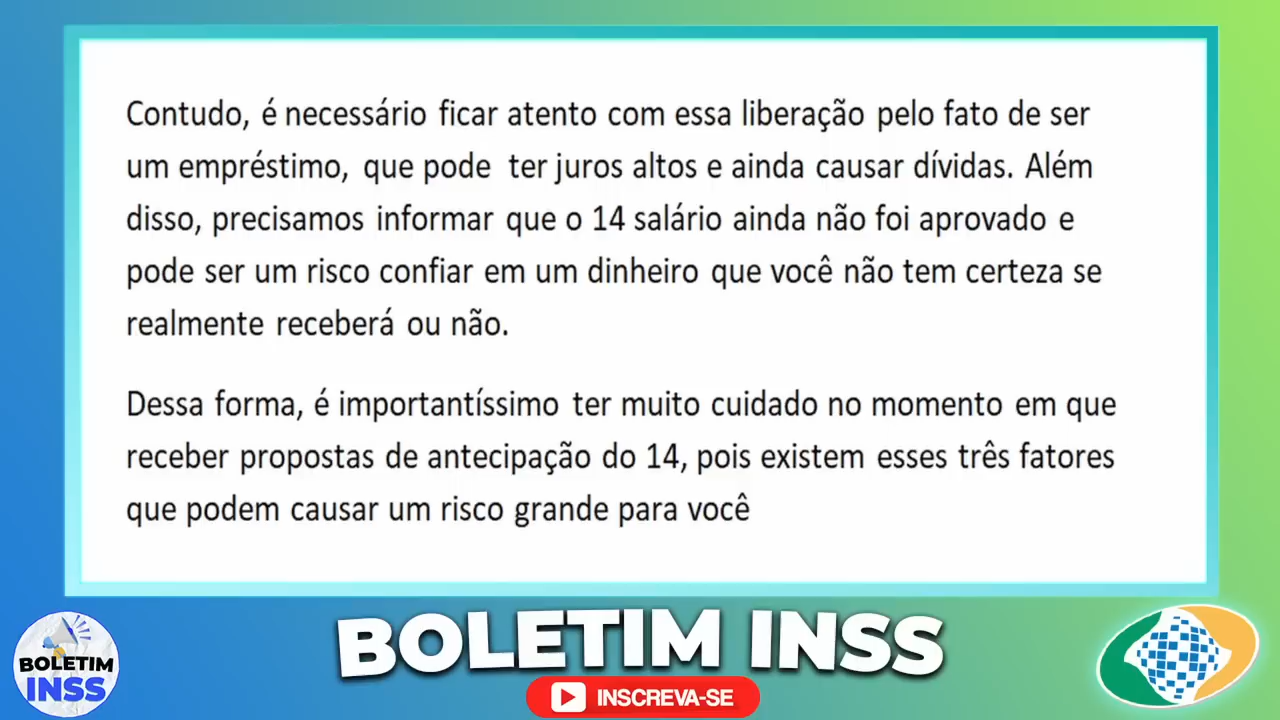 Contudo, é necessário ficar atento com essa liberação pelo fato de ser
um empréstimo, que pode ter juros altos e ainda causar dívidas. Além
disso, precisamos informar que o 14 salário ainda não foi aprovado e
pode ser um risco confiar em um dinheiro que você não tem certeza se
realmente receberá ou não.
Dessa forma, é importantíssimo ter muito cuidado no momento em que
receber propostas de antecipação do 14, pois existem esses três fatores
que podem causar um risco grande para você
BOLETIM INSS
BOLETIM
INSS
INSCREVA-SE